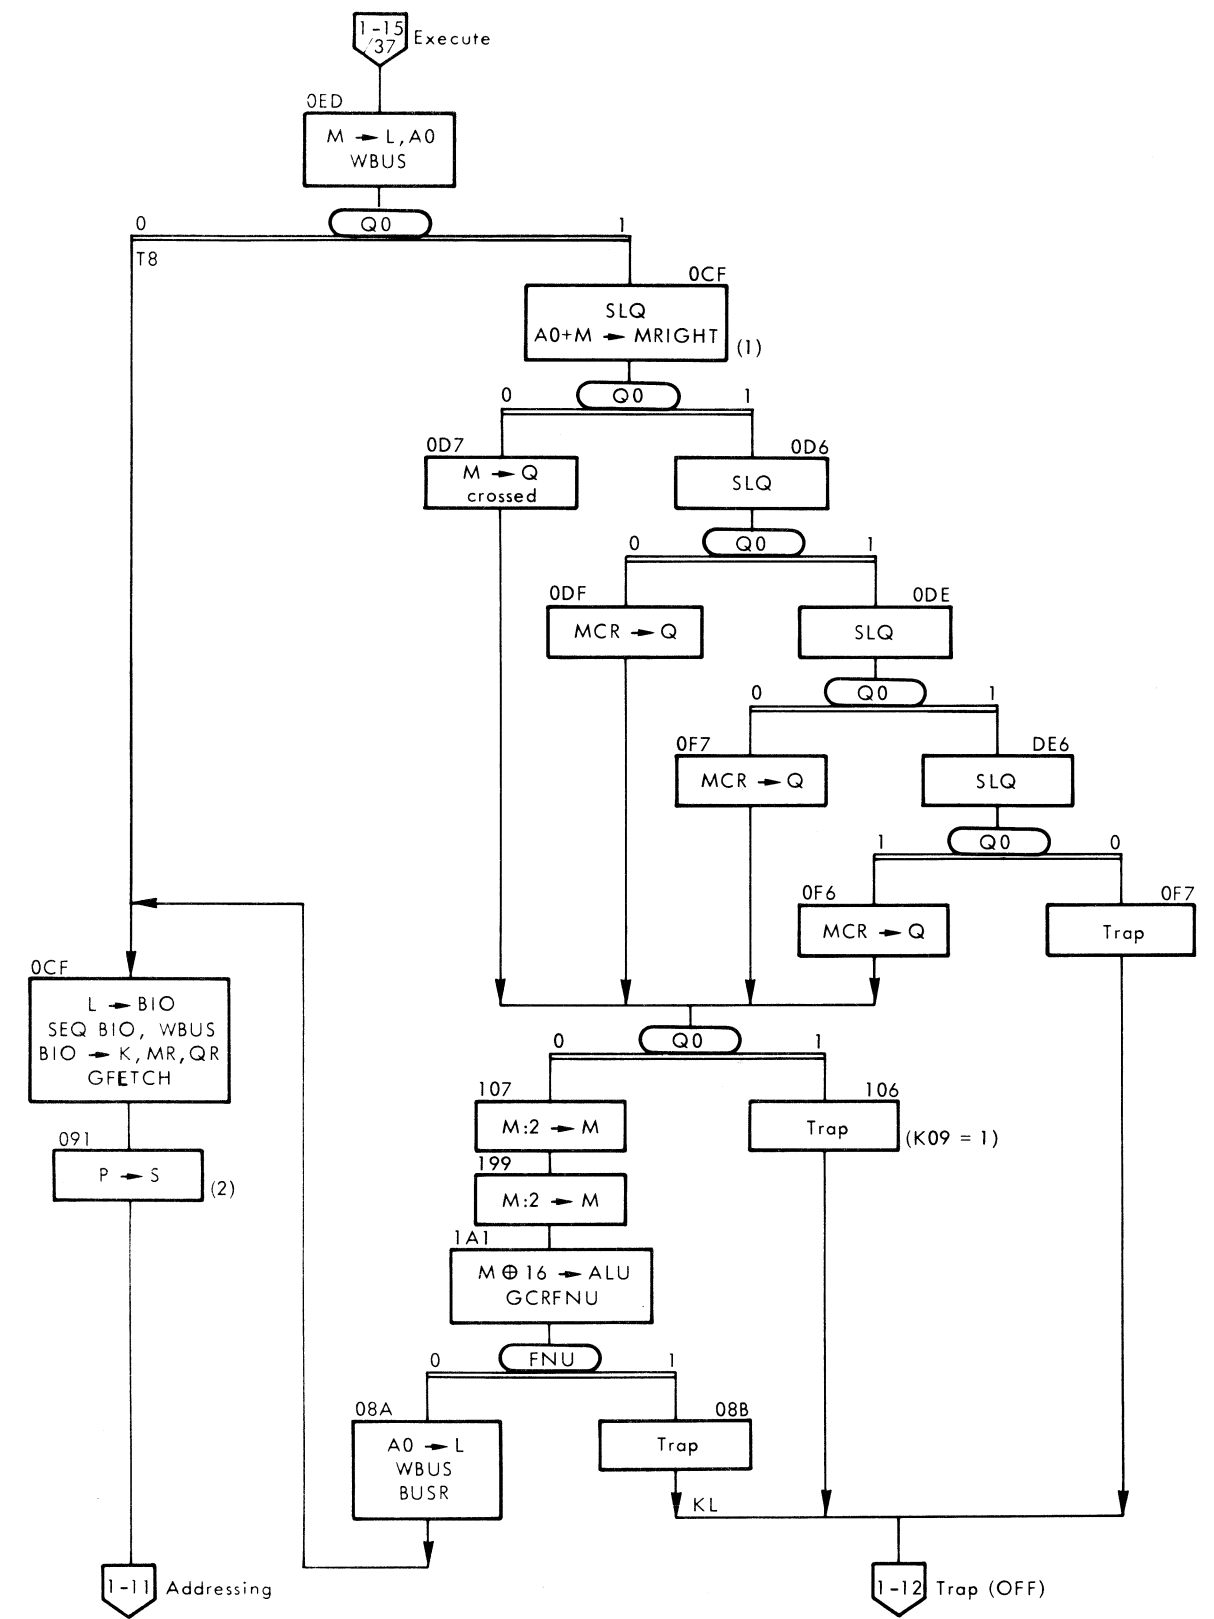 1-15
/37
Execute
0ED
M → L, A0
WBUS
Q0
0
1
T8
0CF
SLQ
A0+M → MRIGHT
(1)
Q0
0
1
0D7
M → Q
crossed
0D6
SLQ
Q0
0
1
0DF
MCR → Q
0DE
SLQ
Q0
0
1
0F7
MCR → Q
DE6
SLQ
Q0
1
0
0F6
MCR → Q
0F7
Trap
0CF
L → BIO
SEQ BIO, WBUS
BIO → K, MR, QR
GFETCH
091
P → S
(2)
Q0
0
1
107
M:2 → M
106
Trap
(K09 = 1)
199
M:2 → M
1A1
M ⊕ 16 → ALU
GCRFNU
FNU
0
1
08A
A0 → L
WBUS
BUSR
08B
Trap
KL
1-11
Addressing
1-12
Trap (OFF)